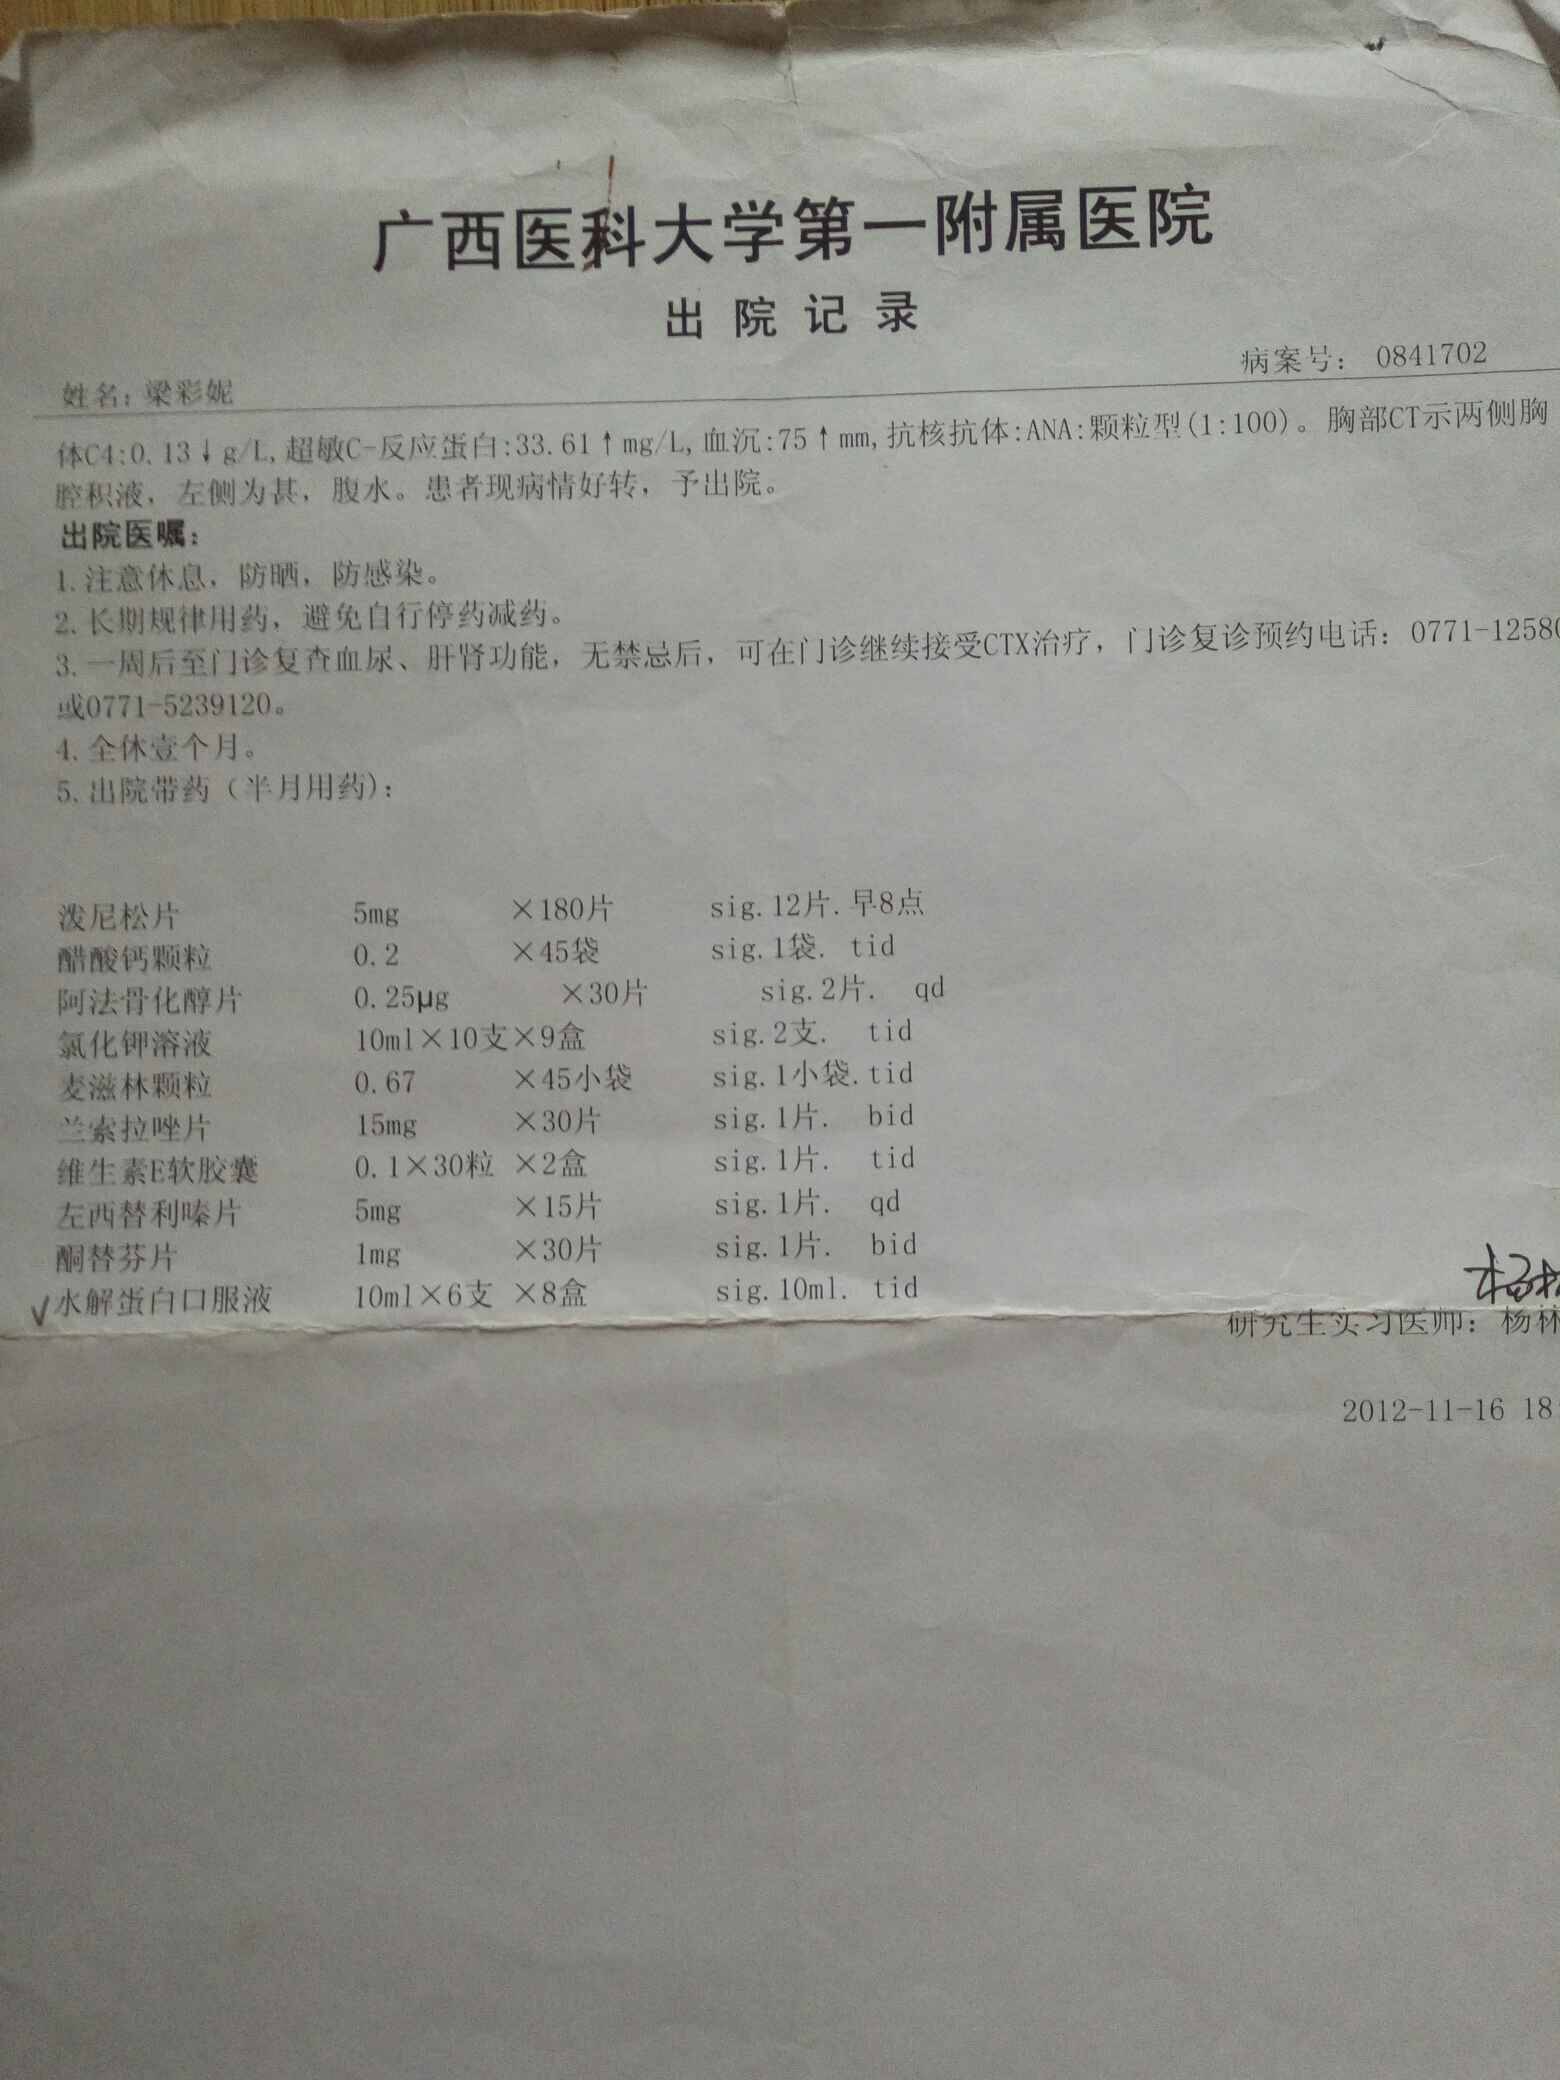 广西医科大学第一附属医院
出院记录
病案号： 0841702
姓名：梁彩妮
体C4:0.13↓g/L,超敏C-反应蛋白:33.61↑mg/L,血沉:75↑mm,抗核抗体:ANA:颗粒型(1:100)。胸部CT示两侧胸
腔积液，左侧为甚，腹水。患者现病情好转，予出院。
出院医嘱：
1.注意休息，防晒，防感染。
2.长期规律用药，避免自行停药减药。
3.一周后至门诊复查血尿、肝肾功能，无禁忌后，可在门诊继续接受CTX治疗，门诊复诊预约电话：0771-12580
或0771-5239120。
4.全休壹个月。
5.出院带药（半月用药）：
泼尼松片 5mg ×180片 sig.12片.早8点
醋酸钙颗粒 0.2 ×45袋 sig.1袋. tid
阿法骨化醇片 0.25μg ×30片 sig.2片. qd
氯化钾溶液 10ml×10支×9盒 sig.2支. tid
麦滋林颗粒 0.67 ×45小袋 sig.1小袋.tid
兰索拉唑片 15mg ×30片 sig.1片. bid
维生素E软胶囊 0.1×30粒 ×2盒 sig.1片. tid
左西替利嗪片 5mg ×15片 sig.1片. qd
酮替芬片 1mg ×30片 sig.1片. bid
√水解蛋白口服液 10ml×6支 ×8盒 sig.10ml. tid
杨林
研究生实习医师：杨林
2012-11-16 18